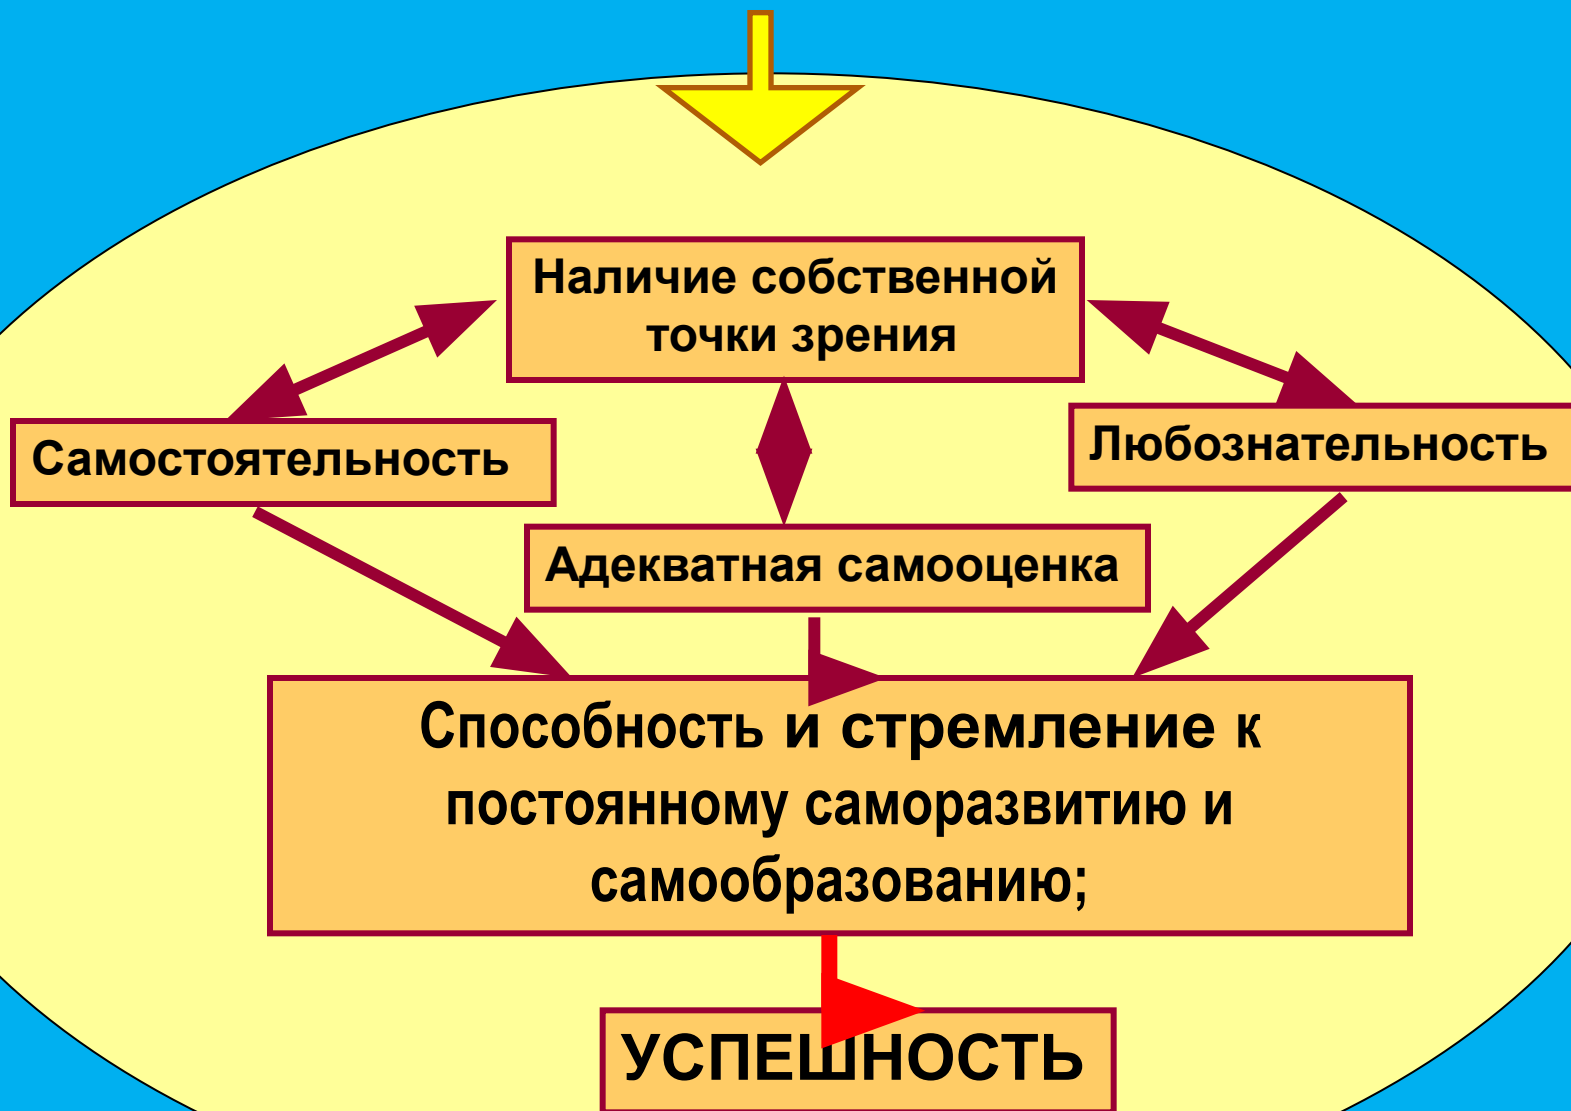 Наличие собственной
точки зрения
Самостоятельность
Любознательность
Адекватная самооценка
Способность и стремление к
постоянному саморазвитию и
самообразованию;
УСПЕШНОСТЬ